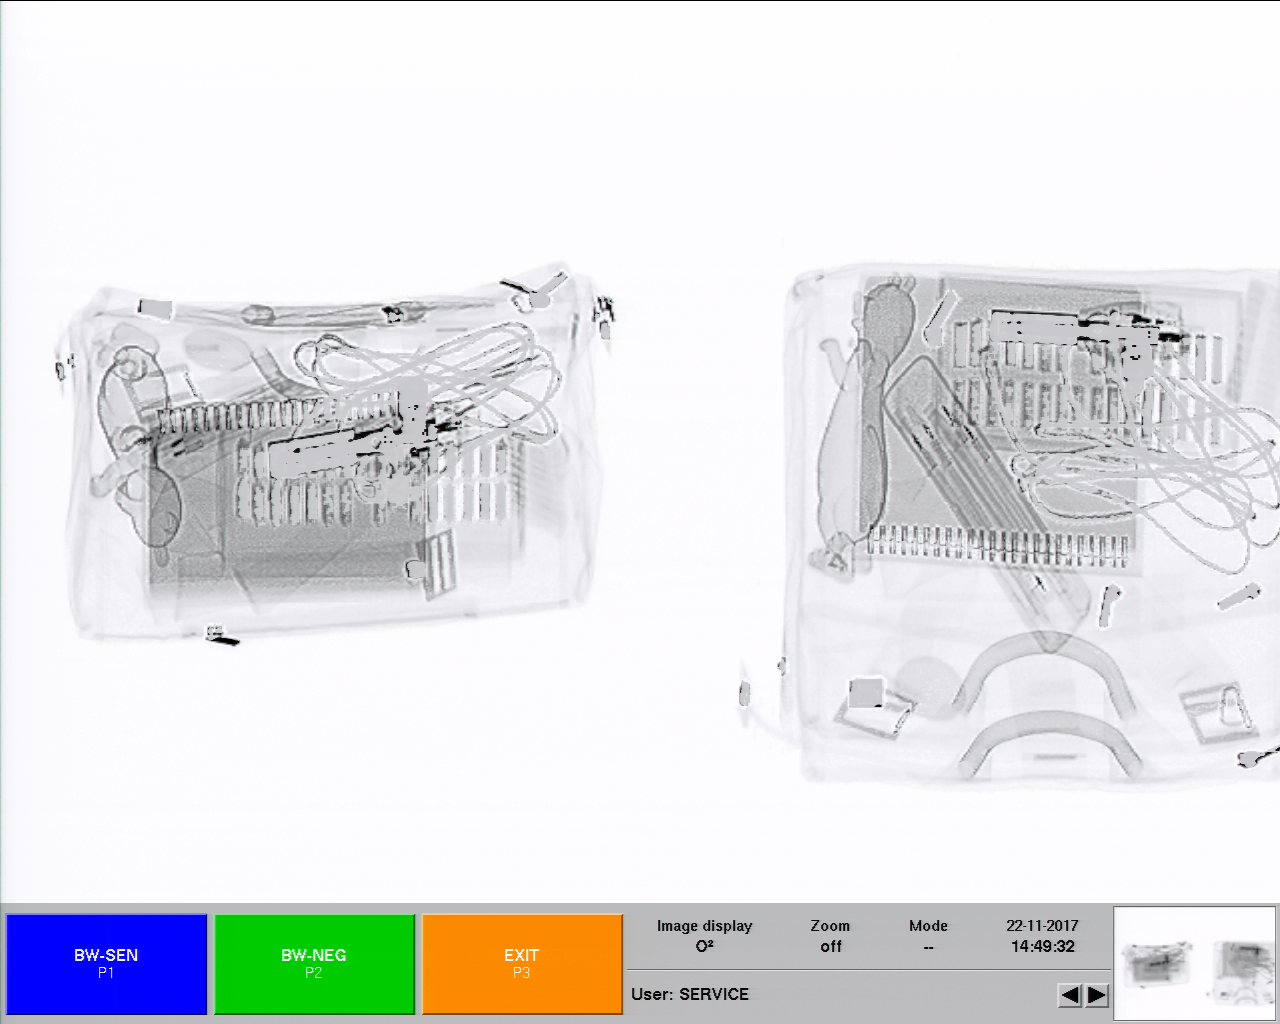 BW-SEN
P1
BW-NEG
P2
EXIT
P3
Image display
O²
Zoom
off
Mode
--
22-11-2017
14:49:32
User: SERVICE